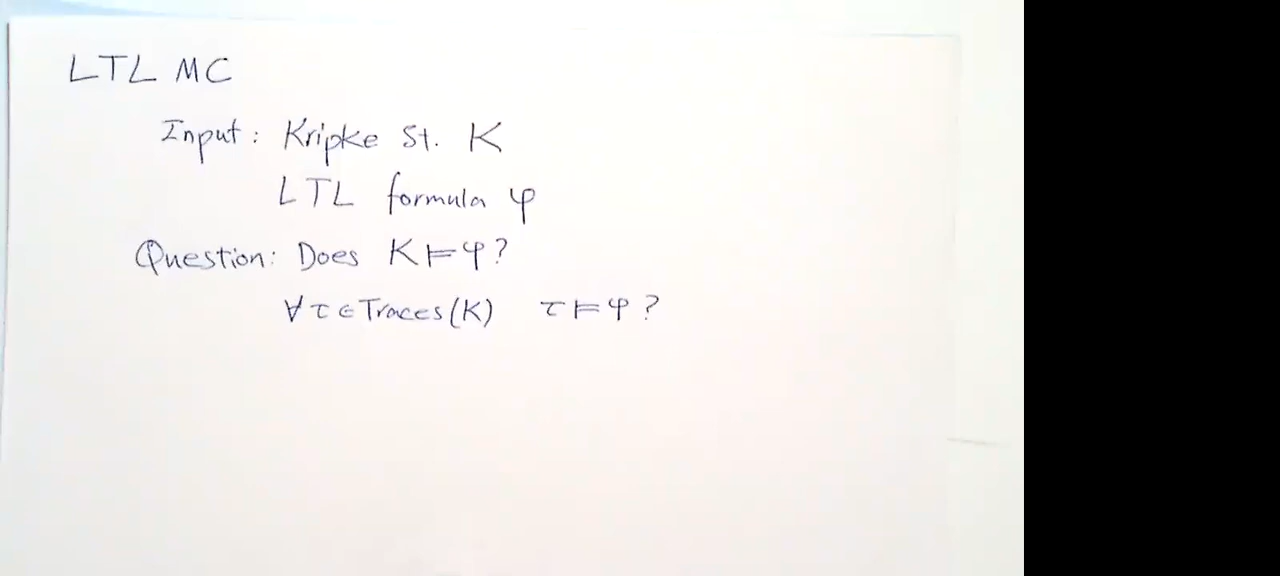 LTL MC
Input: Kripke St. K
LTL formula φ
Question: Does K ⊨ φ?
∀ τ ∈ Traces(K) τ ⊨ φ ?